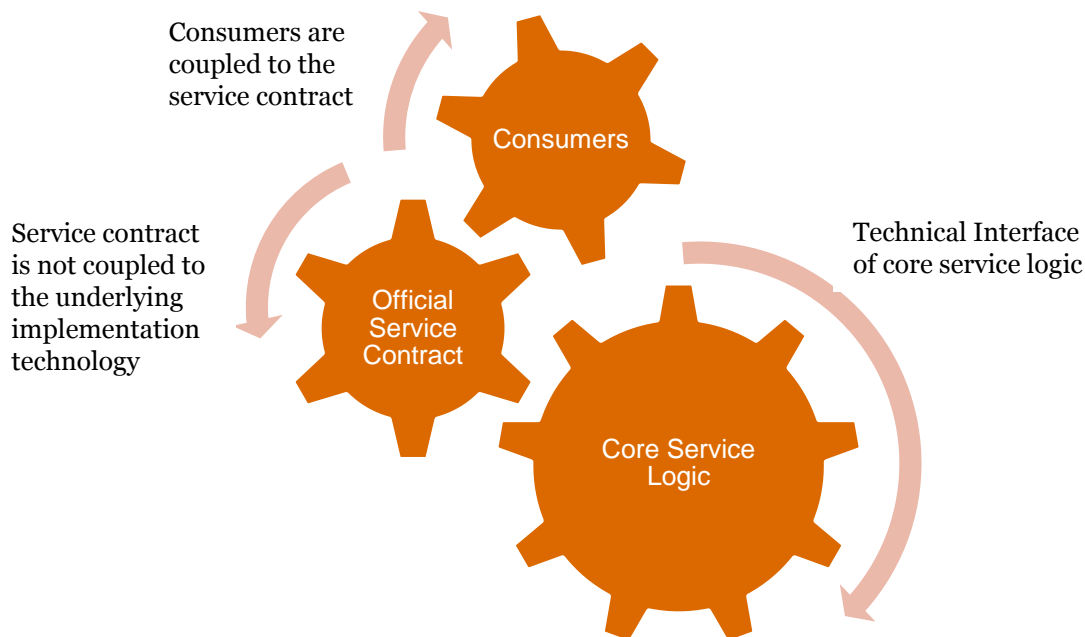 Consumers are
coupled to the
service contract
Consumers
Service contract
is not coupled to
the underlying
implementation
technology
Official
Service
Contract
Technical Interface
of core service logic
Core Service
Logic